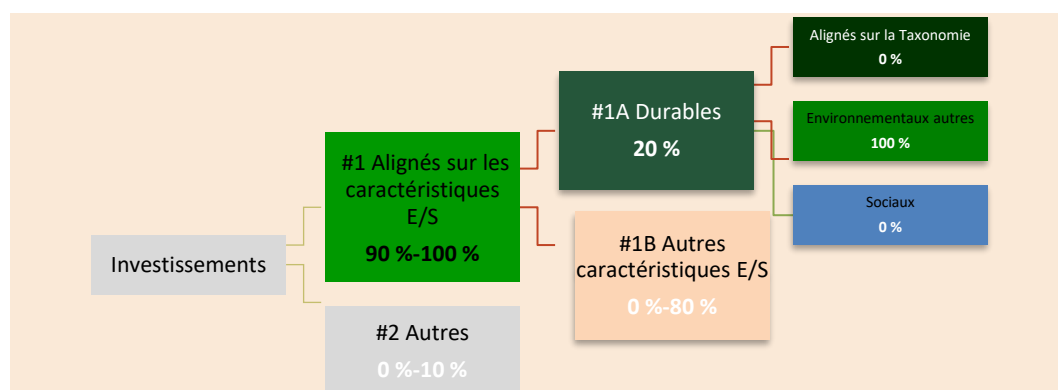 Investissements
#1 Alignés sur les
caractéristiques
E/S
90 %-100 %
#2 Autres
0 %-10 %
#1A Durables
20 %
#1B Autres
caractéristiques E/S
0 %-80 %
Alignés sur la Taxonomie
0 %
Environnementaux autres
100 %
Sociaux
0 %